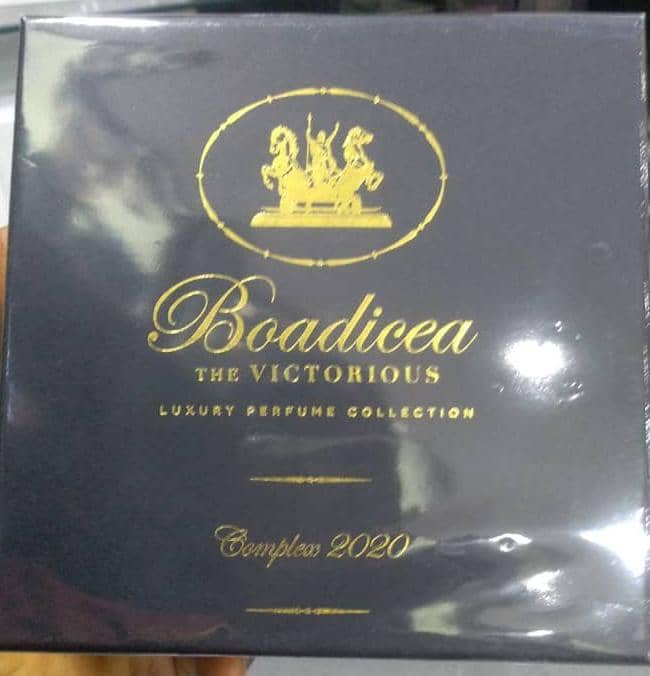 Boadicea
THE VICTORIOUS
LUXURY PERFUME COLLECTION
Complex 2020